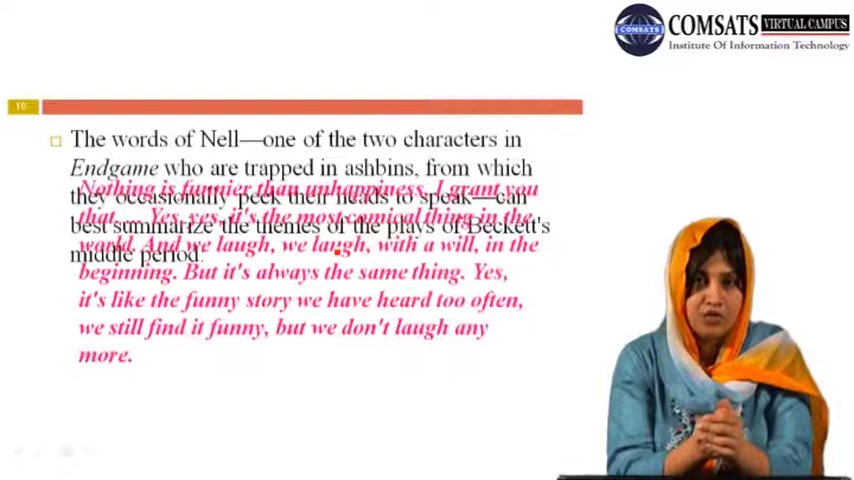 COMSATS VIRTUAL CAMPUS
COMSATS
Institute Of Information Technology
10
The words of Nell—one of the two characters in
Endgame who are trapped in ashbins, from which
they occasionally peek their heads to speak—can
best summarize the themes of the plays of Beckett's
middle period.
Nothing is funnier than unhappiness, I grant you
that.... Yes, yes, it's the most comical thing in the
world. And we laugh, we laugh, with a will, in the
beginning. But it's always the same thing. Yes,
it's like the funny story we have heard too often,
we still find it funny, but we don't laugh any
more.